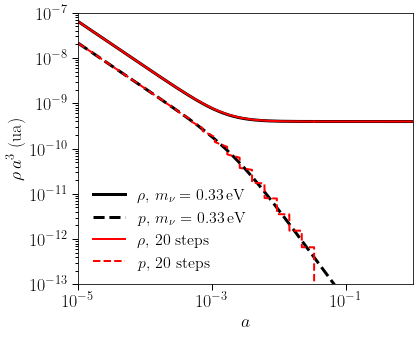 10⁻⁷
10⁻⁸
10⁻⁹
10⁻¹⁰
10⁻¹¹
10⁻¹²
10⁻¹³
ρ a³ (ua)
ρ, m_ν = 0.33 eV
p, m_ν = 0.33 eV
ρ, 20 steps
p, 20 steps
10⁻⁵
10⁻³
10⁻¹
a